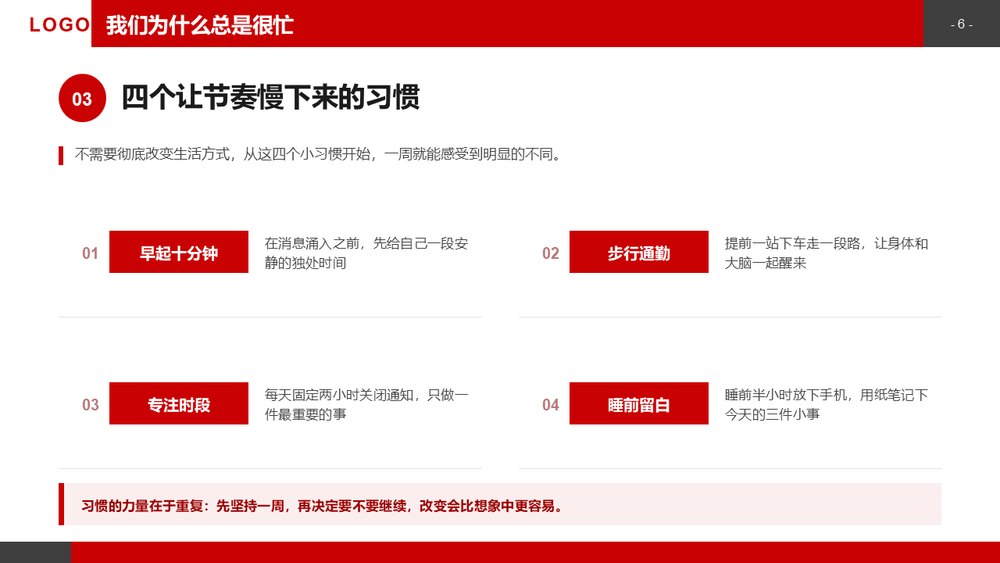 LOGO
我们为什么总是很忙
- 6 -
03
四个让节奏慢下来的习惯
不需要彻底改变生活方式，从这四个小习惯开始，一周就能感受到明显的不同。
01
早起十分钟
在消息涌入之前，先给自己一段安
静的独处时间
02
步行通勤
提前一站下车走一段路，让身体和
大脑一起醒来
03
专注时段
每天固定两小时关闭通知，只做一
件最重要的事
04
睡前留白
睡前半小时放下手机，用纸笔记下
今天的三件小事
习惯的力量在于重复：先坚持一周，再决定要不要继续，改变会比想象中更容易。